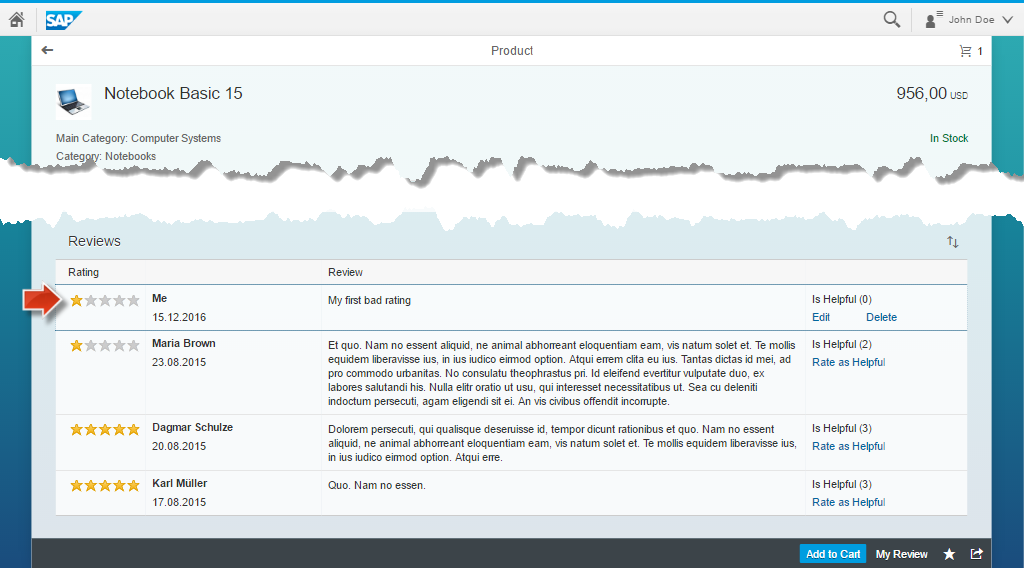 SAP
John Doe
Product
1
Notebook Basic 15
956,00 USD
Main Category: Computer Systems
In Stock
Category: Notebooks
Reviews
Rating
Review
Me
15.12.2016
My first bad rating
Is Helpful (0)
Edit
Delete
Maria Brown
23.08.2015
Et quo. Nam no essent aliquid, ne animal abhorreant eloquentiam eam, vis natum solet et. Te mollis
equidem liberavisse ius, in ius iudico eirmod option. Atqui errem clita eu ius. Tantas dictas id mei, ad
pro commodo urbanitas. No consulatu theophrastus pri. Id eleifend evertitur vulputate duo, ex
labores salutandi his. Nulla elitr oratio ut usu, qui interesset necessitatibus ut. Sea cu deleniti
indoctum persecuti, agam eligendi sit ei. An vis civibus offendit incorrupte.
Is Helpful (2)
Rate as Helpful
Dagmar Schulze
20.08.2015
Dolorem persecuti, qui qualisque deseruisse id, tempor dicunt rationibus et quo. Nam no essent
aliquid, ne animal abhorreant eloquentiam eam, vis natum solet et. Te mollis equidem liberavisse ius,
in ius iudico eirmod option. Atqui erre.
Is Helpful (3)
Rate as Helpful
Karl Müller
17.08.2015
Quo. Nam no essen.
Is Helpful (3)
Rate as Helpful
Add to Cart
My Review